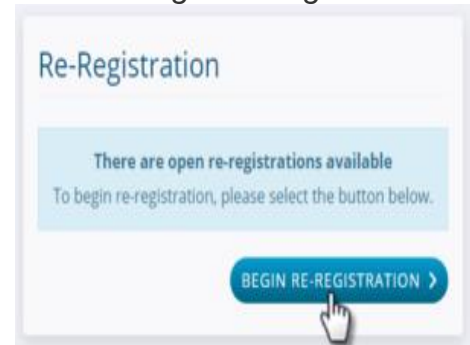 Re-Registration
There are open re-registrations available
To begin re-registration, please select the button below.
BEGIN RE-REGISTRATION >